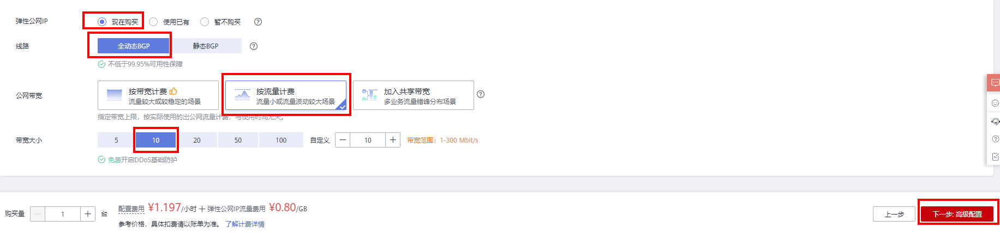 弹性公网IP 现在购买 使用已有 暂不购买
线路 全动态BGP 静态BGP
不低于99.95%可用性保障
公网带宽 按带宽计费 按流量计费 加入共享带宽
流量较大或较稳定的场景 流量小或流量波动较大场景 多业务流量错峰分布场景
指定带宽上限，按实际使用的出公网流量计费，与使用时间无关。
带宽大小 5 10 20 50 100 自定义 10 带宽范围：1-300 Mbit/s
免费开启DDoS基础防护
购买量 1 台 配置费用 ¥1.197/小时 + 弹性公网IP流量费用 ¥0.80/GB 上一步 下一步: 高级配置
参考价格，具体扣费请以账单为准。 了解计费详情